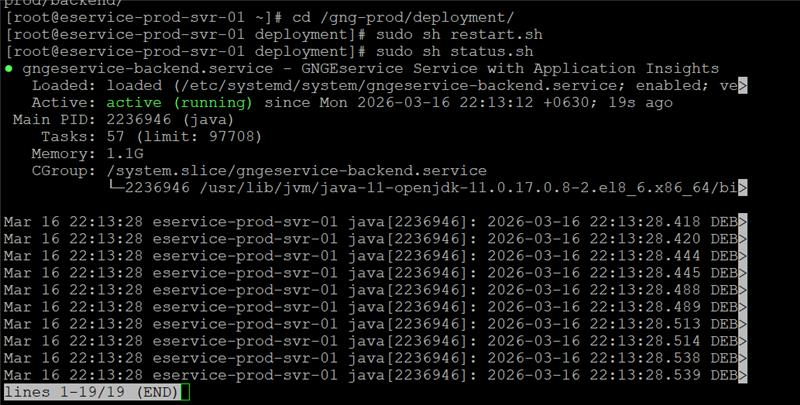 prod/backend/
[root@eservice-prod-svr-01 ~]# cd /gng-prod/deployment/
[root@eservice-prod-svr-01 deployment]# sudo sh restart.sh
[root@eservice-prod-svr-01 deployment]# sudo sh status.sh
● gngeservice-backend.service - GNGEservice Service with Application Insights
   Loaded: loaded (/etc/systemd/system/gngeservice-backend.service; enabled; ve>
   Active: active (running) since Mon 2026-03-16 22:13:12 +0630; 19s ago
 Main PID: 2236946 (java)
    Tasks: 57 (limit: 97708)
   Memory: 1.1G
   CGroup: /system.slice/gngeservice-backend.service
           └─2236946 /usr/lib/jvm/java-11-openjdk-11.0.17.0.8-2.el8_6.x86_64/bi>
Mar 16 22:13:28 eservice-prod-svr-01 java[2236946]: 2026-03-16 22:13:28.418 DEB>
Mar 16 22:13:28 eservice-prod-svr-01 java[2236946]: 2026-03-16 22:13:28.420 DEB>
Mar 16 22:13:28 eservice-prod-svr-01 java[2236946]: 2026-03-16 22:13:28.444 DEB>
Mar 16 22:13:28 eservice-prod-svr-01 java[2236946]: 2026-03-16 22:13:28.445 DEB>
Mar 16 22:13:28 eservice-prod-svr-01 java[2236946]: 2026-03-16 22:13:28.488 DEB>
Mar 16 22:13:28 eservice-prod-svr-01 java[2236946]: 2026-03-16 22:13:28.489 DEB>
Mar 16 22:13:28 eservice-prod-svr-01 java[2236946]: 2026-03-16 22:13:28.513 DEB>
Mar 16 22:13:28 eservice-prod-svr-01 java[2236946]: 2026-03-16 22:13:28.514 DEB>
Mar 16 22:13:28 eservice-prod-svr-01 java[2236946]: 2026-03-16 22:13:28.538 DEB>
Mar 16 22:13:28 eservice-prod-svr-01 java[2236946]: 2026-03-16 22:13:28.539 DEB>
lines 1-19/19 (END)